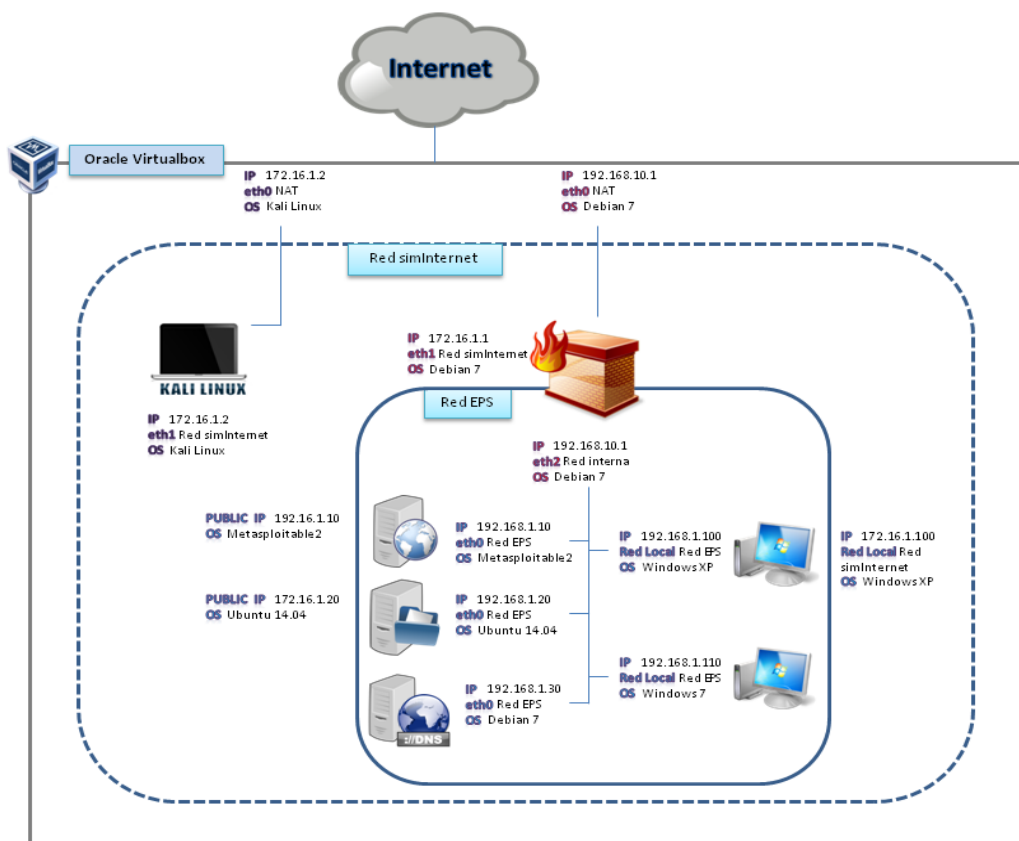 Internet
Oracle Virtualbox
IP 172.16.1.2
eth0 NAT
OS Kali Linux
IP 192.168.10.1
eth0 NAT
OS Debian 7
Red simInternet
KALI LINUX
IP 172.16.1.2
eth1 Red simInternet
OS Kali Linux
IP 172.16.1.1
eth1 Red simInternet
OS Debian 7
Red EPS
IP 192.168.10.1
eth2 Red interna
OS Debian 7
PUBLIC IP 192.16.1.10
OS Metasploitable2
IP 192.168.1.10
eth0 Red EPS
OS Metasploitable2
IP 192.168.1.100
Red Local Red EPS
OS Windows XP
IP 172.16.1.100
Red Local Red
simInternet
OS Windows XP
PUBLIC IP 172.16.1.20
OS Ubuntu 14.04
IP 192.168.1.20
eth0 Red EPS
OS Ubuntu 14.04
IP 192.168.1.30
eth0 Red EPS
OS Debian 7
://DNS
IP 192.168.1.110
Red Local Red EPS
OS Windows 7